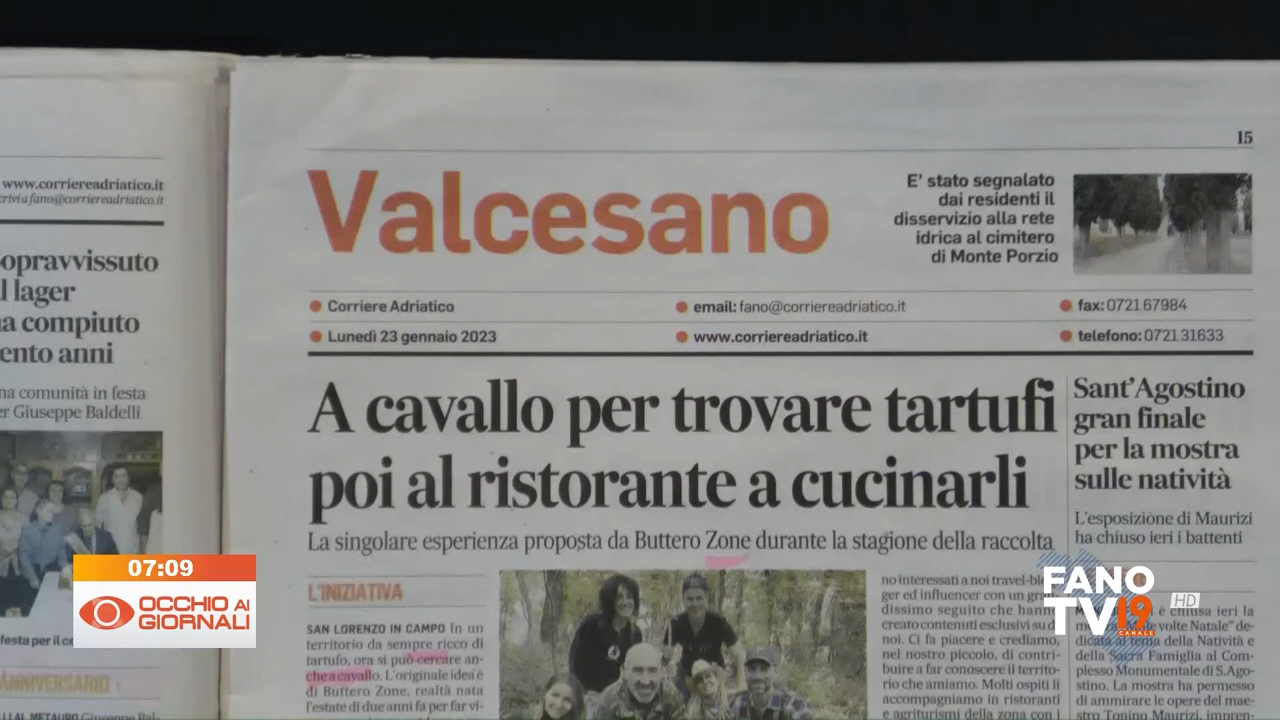 www.corriereadriatico.it
fano@corriereadriatico.it
opravvissuto
lager
compiuto
anni
comunità in festa
Giuseppe Baldelli
festa per il
ANNIVERSARIO
AL METAURO Giuseppe Bal-
15
Valcesano
E' stato segnalato
dai residenti il
disservizio alla rete
idrica al cimitero
di Monte Porzio
Corriere Adriatico
email: fano@corriereadriatico.it
fax: 0721 67984
Lunedì 23 gennaio 2023
www.corriereadriatico.it
telefono: 0721 31633
A cavallo per trovare tartufi
poi al ristorante a cucinarli
La singolare esperienza proposta da Buttero Zone durante la stagione della raccolta
L'INIZIATIVA
SAN LORENZO IN CAMPO In un
territorio da sempre ricco di
tartufo, ora si può cercare an-
che a cavallo. L'originale idea è
di Buttero Zone, realtà nata
l'estate di due anni fa per far vi-
no interessati a noi travel-bl
ger ed influencer con un gran
dissimo seguito che hanno
creato contenuti esclusivi su d
noi. Ci fa piacere e crediamo,
nel nostro piccolo, di contri-
buire a far conoscere il territo-
rio che amiamo. Molti ospiti li
accompagniamo in ristoranti
e agriturismi della zona con i
Sant'Agostino
gran finale
per la mostra
sulle natività
L'esposizione di Maurizi
ha chiuso ieri i battenti
è chiusa ieri la
volte Natale" de-
dicata al tema della Natività e
della Sacra Famiglia al Com-
plesso Monumentale di S.Ago-
stino. La mostra ha permesso
di ammirare le opere del mae-
stro Tonino Maurizi
07:09
OCCHIO AI
GIORNALI
FANO
TV 19
CANALE
HD